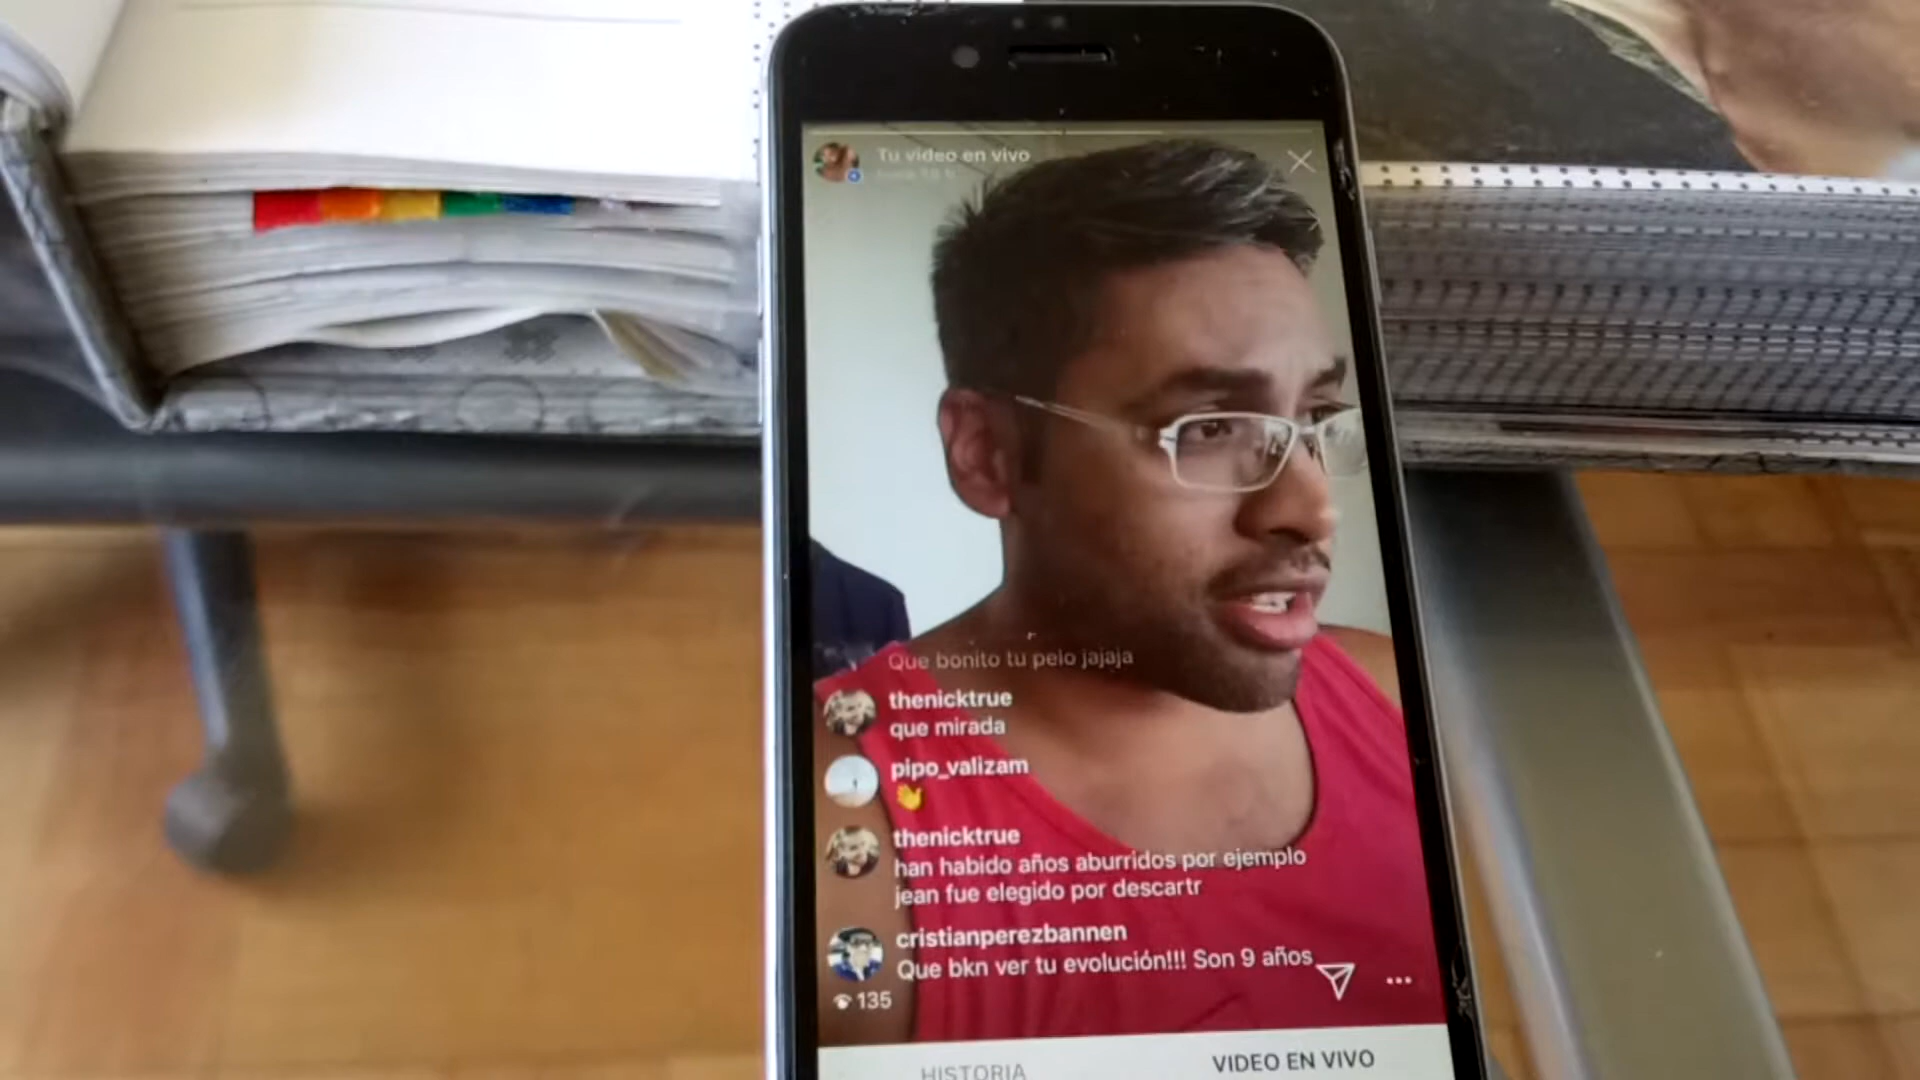 Tu video en vivo
Que bonito tu pelo jajaja
thenicktrue
que mirada
pipo_valizam
👋
thenicktrue
han habido años aburridos por ejemplo
jean fue elegido por descartr
cristianperezbannen
Que bkn ver tu evolución!!! Son 9 años
135
HISTORIA
VIDEO EN VIVO